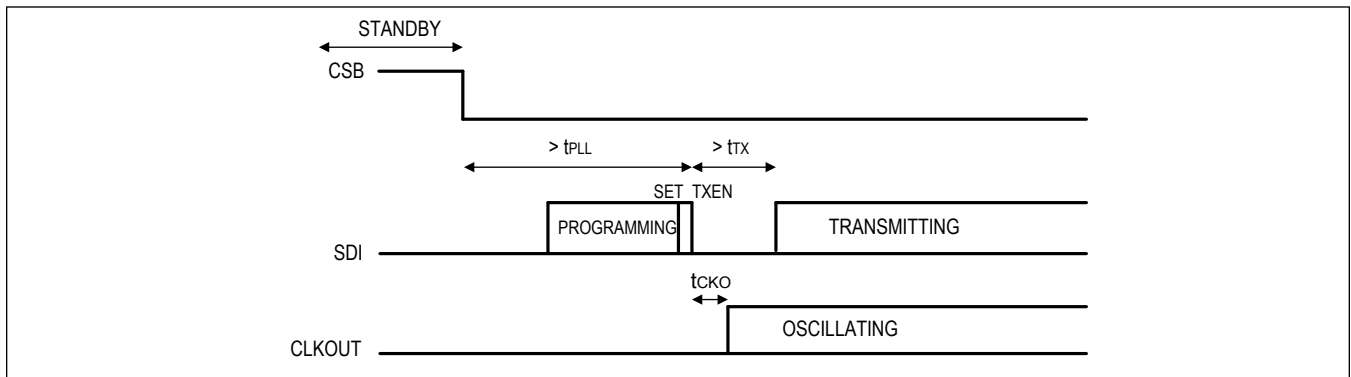 STANDBY
CSB
> tPLL
> tTX
SET TXEN
PROGRAMMING
TRANSMITTING
SDI
tCKO
OSCILLATING
CLKOUT